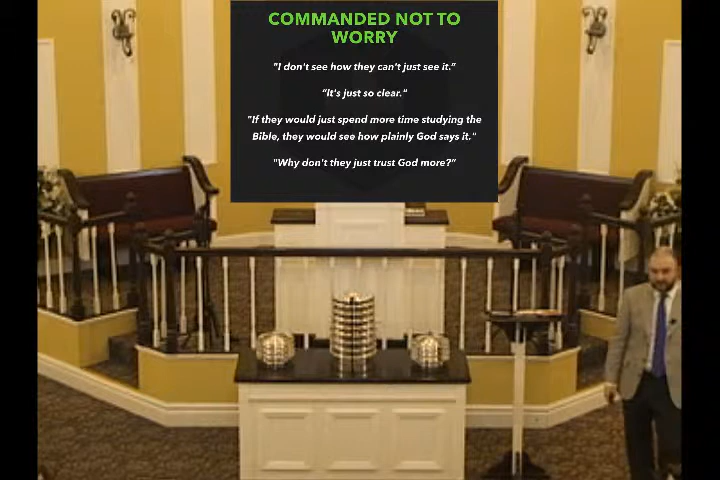 COMMANDED NOT TO
WORRY
"I don't see how they can't just see it."
"It's just so clear."
"If they would just spend more time studying the
Bible, they would see how plainly God says it."
"Why don't they just trust God more?"